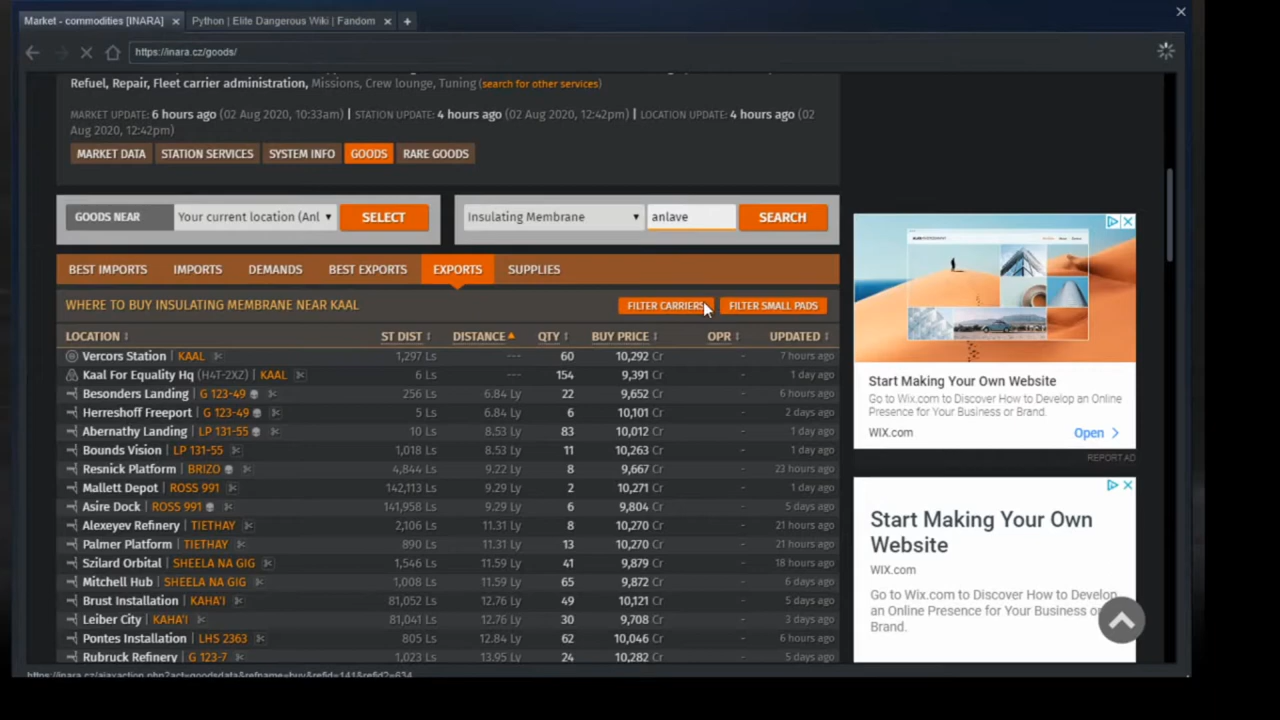 Market - commodities [INARA] × Python | Elite Dangerous Wiki | Fandom × +
https://inara.cz/goods/
Refuel, Repair, Fleet carrier administration, Missions, Crew lounge, Tuning (search for other services)
MARKET UPDATE: 6 hours ago (02 Aug 2020, 10:33am) | STATION UPDATE: 4 hours ago (02 Aug 2020, 12:42pm) | LOCATION UPDATE: 4 hours ago (02
Aug 2020, 12:42pm)
MARKET DATA STATION SERVICES SYSTEM INFO GOODS RARE GOODS
GOODS NEAR Your current location (Anl SELECT Insulating Membrane anlave SEARCH
BEST IMPORTS IMPORTS DEMANDS BEST EXPORTS EXPORTS SUPPLIES
WHERE TO BUY INSULATING MEMBRANE NEAR KAAL FILTER CARRIERS FILTER SMALL PADS
LOCATION ST DIST DISTANCE QTY BUY PRICE OPR UPDATED
Vercors Station | KAAL 1,297 Ls --- 60 10,292 Cr - 7 hours ago
Kaal For Equality Hq (H4T-2XZ) | KAAL 6 Ls --- 154 9,391 Cr - 1 day ago
Besonders Landing | G 123-49 256 Ls 6.84 Ly 22 9,652 Cr - 6 hours ago
Herreshoff Freeport | G 123-49 5 Ls 6.84 Ly 6 10,101 Cr - 2 days ago
Abernathy Landing | LP 131-55 10 Ls 8.53 Ly 83 10,012 Cr - 1 day ago
Bounds Vision | LP 131-55 1,018 Ls 8.53 Ly 11 10,263 Cr - 1 day ago
Resnick Platform | BRIZO 4,844 Ls 9.22 Ly 8 9,667 Cr - 23 hours ago
Mallett Depot | ROSS 991 142,113 Ls 9.29 Ly 2 10,271 Cr - 1 day ago
Asire Dock | ROSS 991 141,958 Ls 9.29 Ly 6 9,804 Cr - 5 days ago
Alexeyev Refinery | TIETHAY 2,106 Ls 11.31 Ly 8 10,270 Cr - 21 hours ago
Palmer Platform | TIETHAY 890 Ls 11.31 Ly 13 10,270 Cr - 21 hours ago
Szilard Orbital | SHEELA NA GIG 1,546 Ls 11.59 Ly 41 9,879 Cr - 18 hours ago
Mitchell Hub | SHEELA NA GIG 1,008 Ls 11.59 Ly 65 9,872 Cr - 6 days ago
Brust Installation | KAHA'I 81,052 Ls 12.76 Ly 49 10,121 Cr - 5 days ago
Leiber City | KAHA'I 81,041 Ls 12.76 Ly 30 9,708 Cr - 3 days ago
Pontes Installation | LHS 2363 805 Ls 12.84 Ly 62 10,046 Cr - 6 hours ago
Rubruck Refinery | G 123-7 1,023 Ls 13.95 Ly 24 10,282 Cr - 5 days ago
Start Making Your Own Website
Go to Wix.com to Discover How to Develop an Online
Presence for Your Business or Brand.
WIX.com Open
REPORT AD
Start Making Your Own
Website
WIX.com
Go to Wix.com to Discover How to Develop
an Online Presence for Your Business or
Brand.
https://inara.cz/ajaxaction.php?act=goodsdata&refname=buy&refid=141&refid2=634